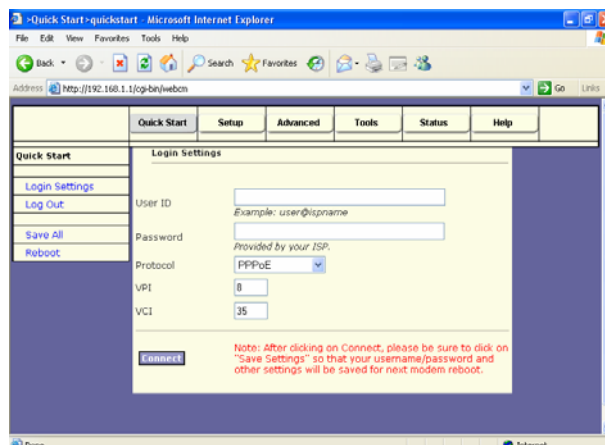 >Quick Start>quickstart - Microsoft Internet Explorer
File Edit View Favorites Tools Help
Back Search Favorites
Address http://192.168.1.1/cgi-bin/webcm Go Links
Quick Start Setup Advanced Tools Status Help
Quick Start
Login Settings
Log Out
Save All
Reboot
Login Settings
User ID
Example: user@ispname
Password
Provided by your ISP.
Protocol PPPoE
VPI 8
VCI 35
Connect
Note: After clicking on Connect, please be sure to click on
"Save Settings" so that your username/password and
other settings will be saved for next modem reboot.